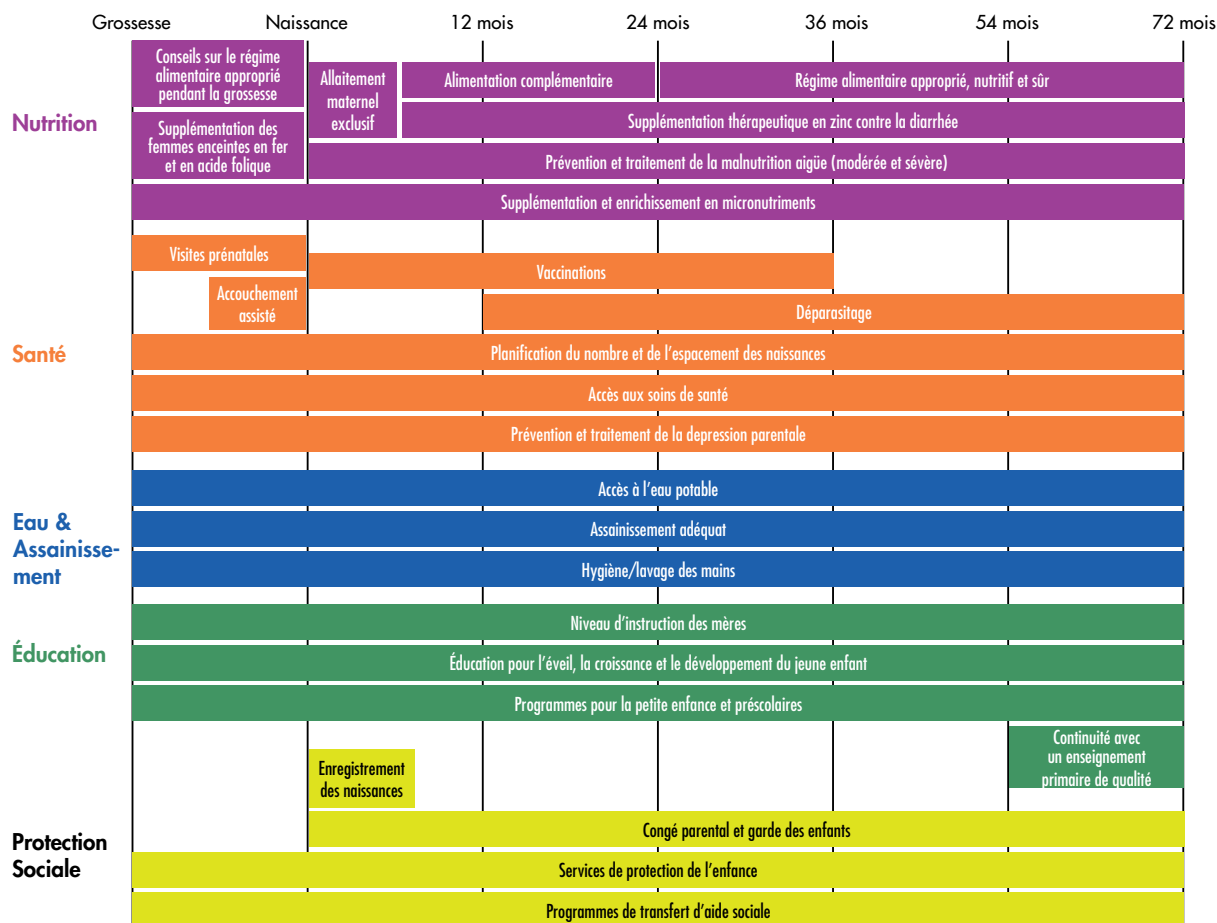 Grossesse Naissance 12 mois 24 mois 36 mois 54 mois 72 mois
Nutrition
Conseils sur le régime
alimentaire approprié
pendant la grossesse
Allaitement
maternel
exclusif
Alimentation complémentaire
Régime alimentaire approprié, nutritif et sûr
Supplémentation des
femmes enceintes en fer
et en acide folique
Supplémentation thérapeutique en zinc contre la diarrhée
Prévention et traitement de la malnutrition aigüe (modérée et sévère)
Supplémentation et enrichissement en micronutriments
Santé
Visites prénatales
Vaccinations
Accouchement
assisté
Déparasitage
Planification du nombre et de l'espacement des naissances
Accès aux soins de santé
Prévention et traitement de la depression parentale
Eau &
Assainisse-
ment
Accès à l'eau potable
Assainissement adéquat
Hygiène/lavage des mains
Éducation
Niveau d'instruction des mères
Éducation pour l'éveil, la croissance et le développement du jeune enfant
Programmes pour la petite enfance et préscolaires
Continuité avec
un enseignement
primaire de qualité
Protection
Sociale
Enregistrement
des naissances
Congé parental et garde des enfants
Services de protection de l'enfance
Programmes de transfert d'aide sociale